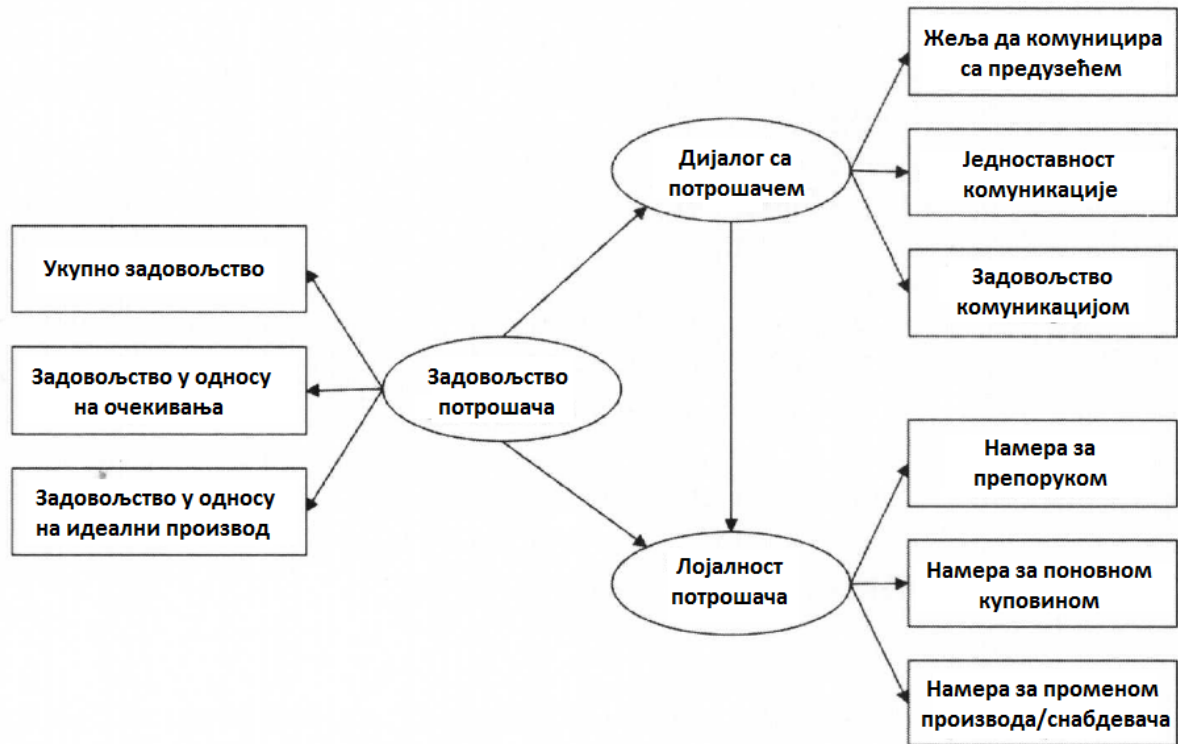 Жеља да комуницира
са предузећем
Дијалог са
потрошачем
Једноставност
комуникације
Укупно задовољство
Задовољство
комуникацијом
Задовољство у односу
на очекивања
Задовољство
потрошача
Намера за
препоруком
Задовољство у односу
на идеални производ
Лојалност
потрошача
Намера за поновном
куповином
Намера за променом
производа/снабдевача